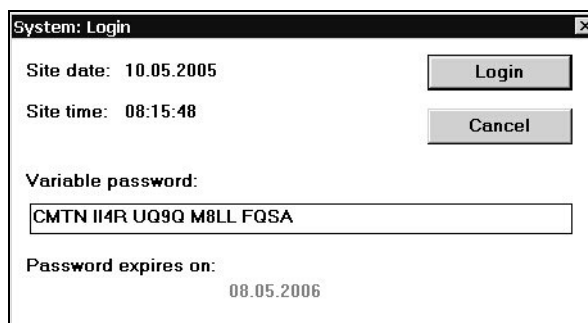 System: Login
Site date: 10.05.2005
Login
Site time: 08:15:48
Cancel
Variable password:
CMTN II4R UQ9Q M8LL FQSA
Password expires on:
08.05.2006